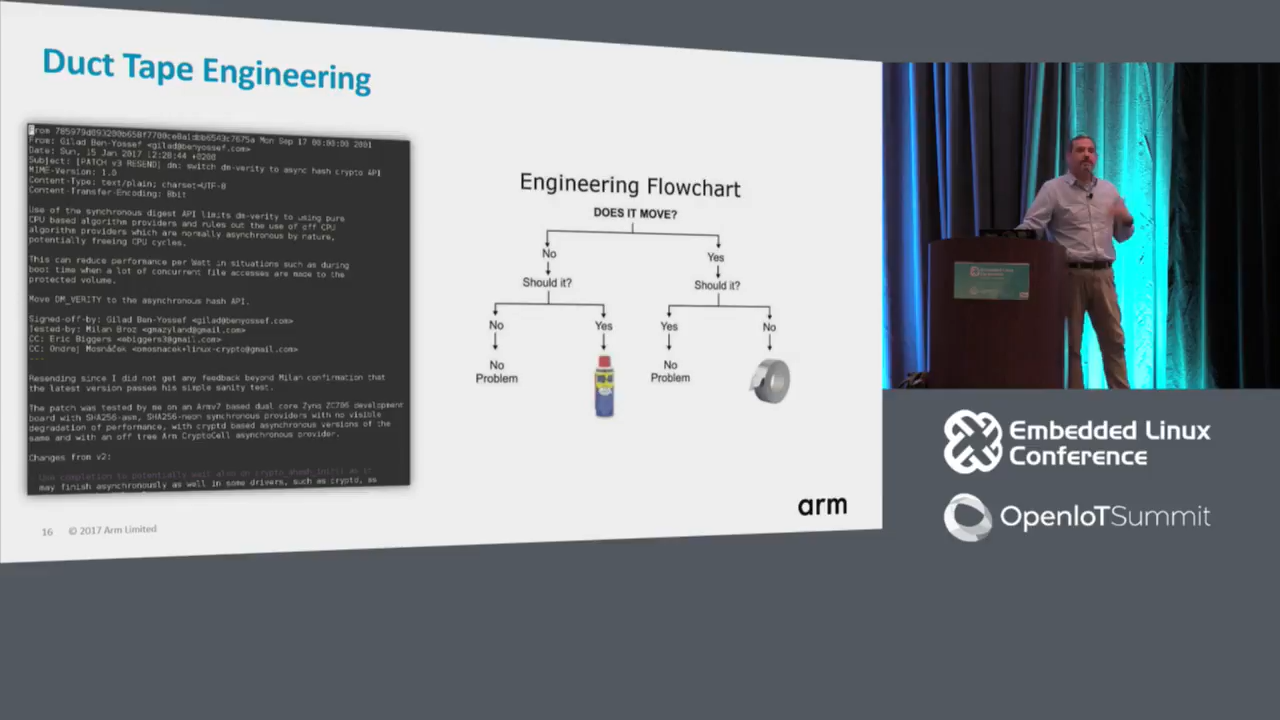 Duct Tape Engineering
From: Gilad Ben-Yossef <gilad@benyossef.com>
Date: Sun, 15 Jan 2017 12:28:44 +0200
Subject: [PATCH v3 RESEND] dm: switch dm-verity to async hash crypto API
MIME-Version: 1.0
Content-Type: text/plain; charset=UTF-8
Content-Transfer-Encoding: 8bit
Use of the synchronous digest API limits dm-verity to using pure
CPU based algorithm providers and rules out the use of off CPU
algorithm providers which are normally asynchronous by nature,
potentially freeing CPU cycles.
This can reduce performance per Watt in situations such as during
boot time when a lot of concurrent file accesses are made to the
protected volume.
Move DM_VERITY to the asynchronous hash API.
Signed-off-by: Gilad Ben-Yossef <gilad@benyossef.com>
Tested-by: Milan Broz <gmazyland@gmail.com>
CC: Eric Biggers <ebiggers3@gmail.com>
CC: Ondrej Mosnáček <omosnacek+linux-crypto@gmail.com>
---
Resending since I did not get any feedback beyond Milan confirmation that
the latest version passes his simple sanity test.
The patch was tested by me on an Armv7 based dual core Zynq ZC706 development
board with SHA256-asm, SHA256-neon synchronous providers with no visible
degradation of performance, with cryptd based asynchronous versions of the
same and with an off tree Arm CryptoCell asynchronous provider.
Changes from v2:
may finish asynchronously as well in some drivers, such as cryptd, as
Engineering Flowchart
DOES IT MOVE?
No
Yes
Should it?
Should it?
No
Yes
Yes
No
No
Problem
No
Problem
16 © 2017 Arm Limited
arm
Embedded Linux
Conference
OpenIoTSummit